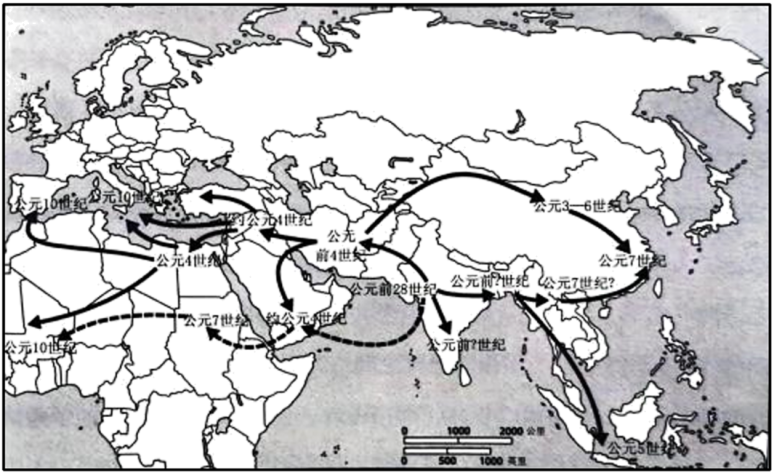 公元10世纪
公元10世纪
约公元4世纪
公元3—6世纪
公元
前4世纪
公元4世纪
公元7世纪
公元前28世纪
公元前?世纪
公元7世纪?
公元7世纪
约公元4世纪
公元10世纪
公元前?世纪
0 1000 2000 公里
0 500 1000 英里
公元5世纪